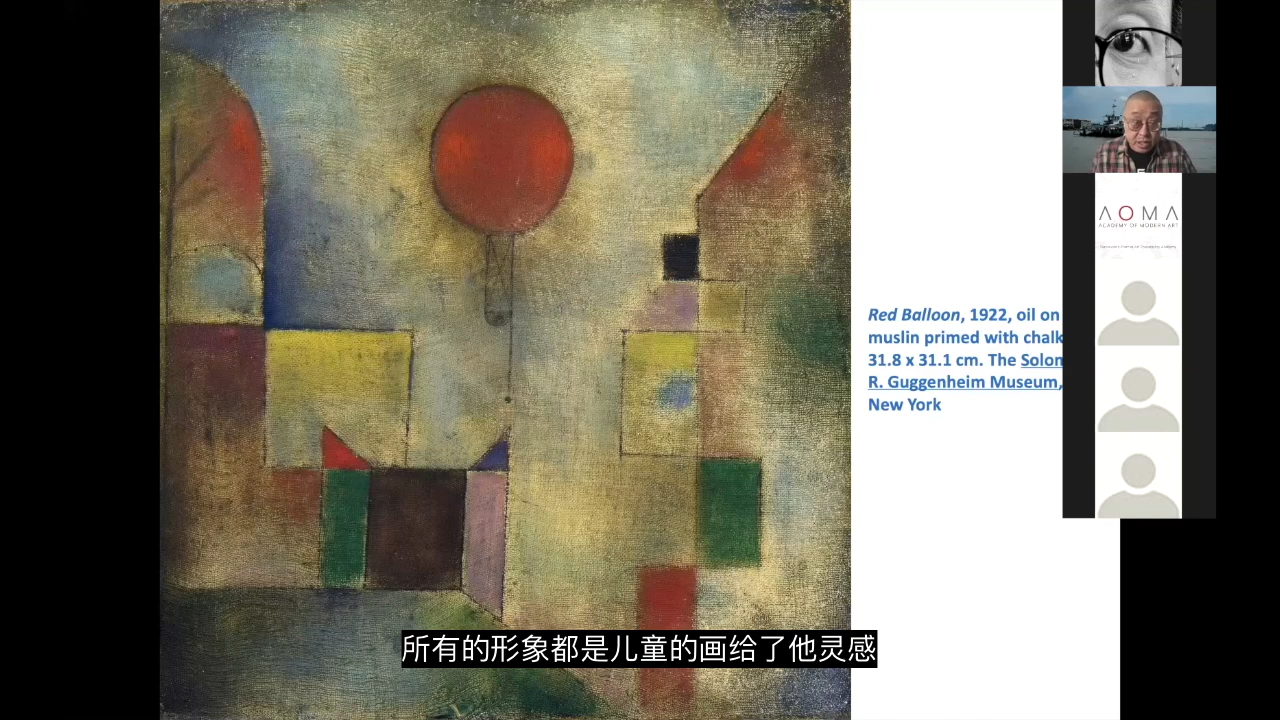 Red Balloon, 1922, oil on
muslin primed with chalk
31.8 x 31.1 cm. The Solon
R. Guggenheim Museum,
New York
AOMA
ACADEMY OF MODERN ART
所有的形象都是儿童的画给了他灵感